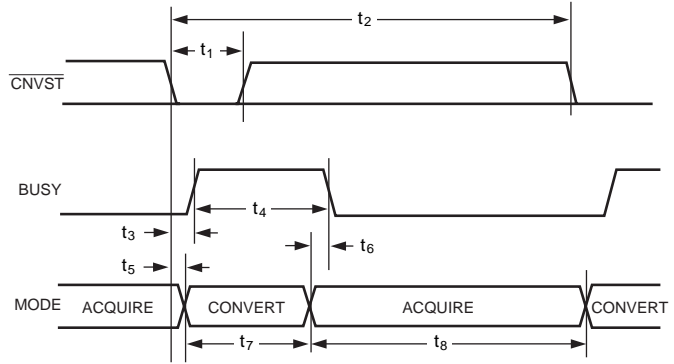 t2
t1
CNVST
BUSY
t4
t3
t6
t5
MODE ACQUIRE CONVERT ACQUIRE CONVERT
t7 t8